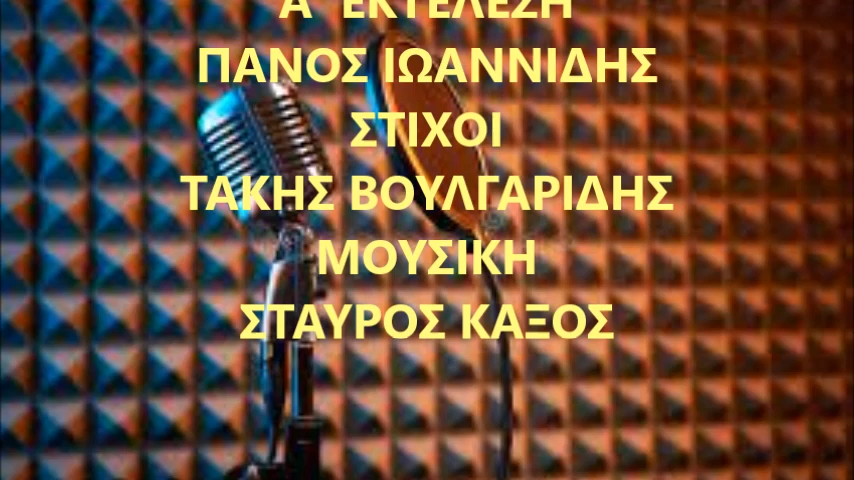 Α' ΕΚΤΕΛΕΣΗ
ΠΑΝΟΣ ΙΩΑΝΝΙΔΗΣ
ΣΤΙΧΟΙ
ΤΑΚΗΣ ΒΟΥΛΓΑΡΙΔΗΣ
ΜΟΥΣΙΚΗ
ΣΤΑΥΡΟΣ ΚΑΞΟΣ